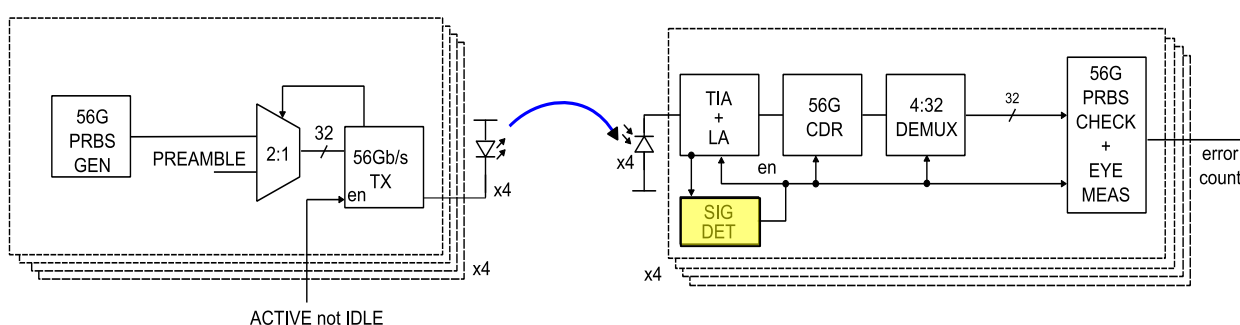 56G
PRBS
GEN
PREAMBLE
2:1
32
56Gb/s
TX
en
x4
x4
ACTIVE not IDLE
x4
TIA
+
LA
56G
CDR
4:32
DEMUX
32
56G
PRBS
CHECK
+
EYE
MEAS
en
SIG
DET
error
count
x4